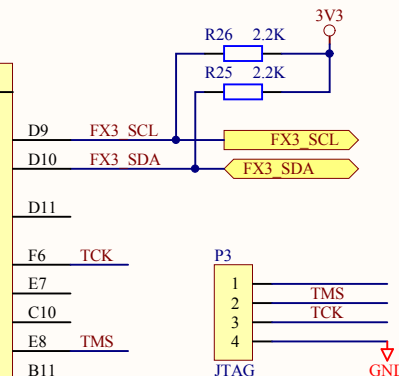 3V3
R26 2.2K
R25 2.2K
D9 FX3_SCL FX3_SCL
D10 FX3_SDA FX3_SDA
D11
F6 TCK
E7
C10
E8 TMS
B11
P3
1
2 TMS
3 TCK
4
JTAG
GND